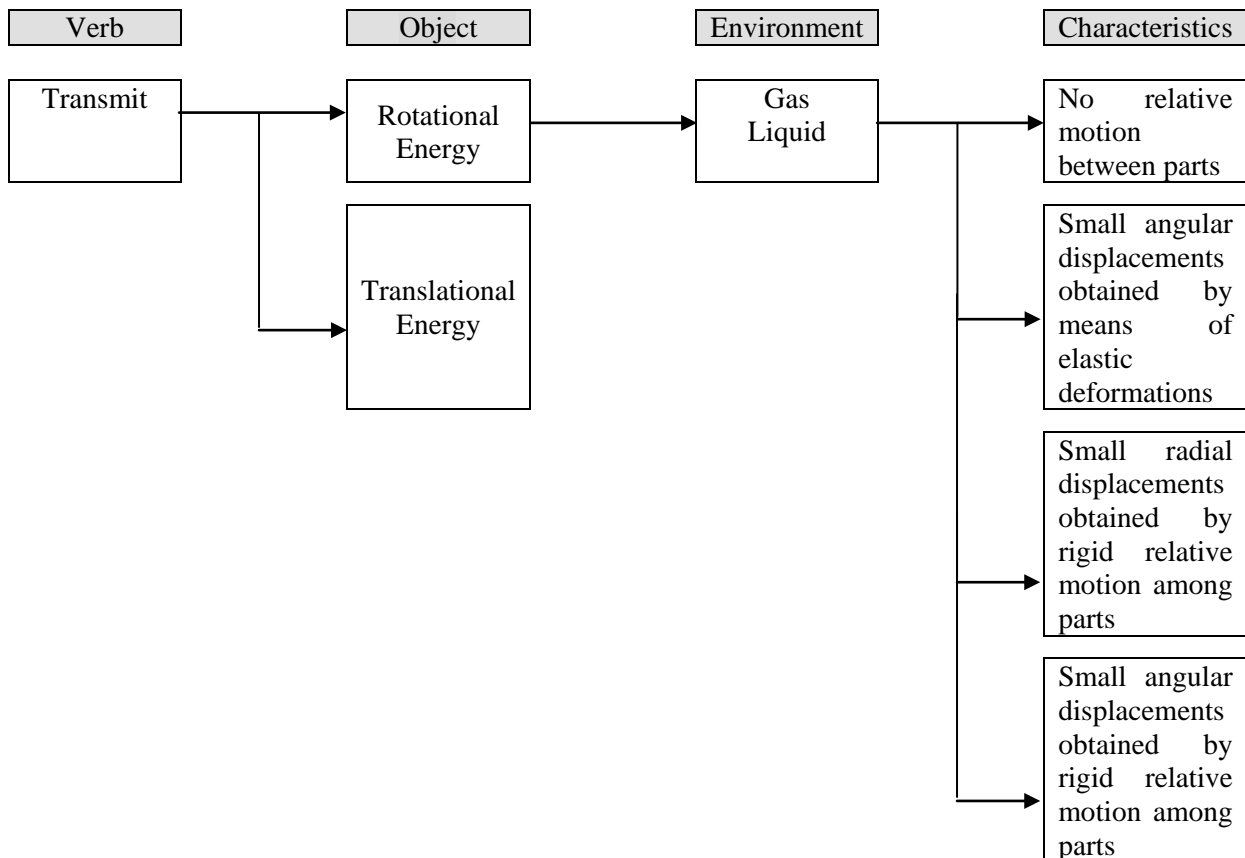 Verb
Object
Environment
Characteristics
Transmit
Rotational
Energy
Gas
Liquid
No relative
motion
between parts
Translational
Energy
Small angular
displacements
obtained by
means of
elastic
deformations
Small radial
displacements
obtained by
rigid relative
motion among
parts
Small angular
displacements
obtained by
rigid relative
motion among
parts